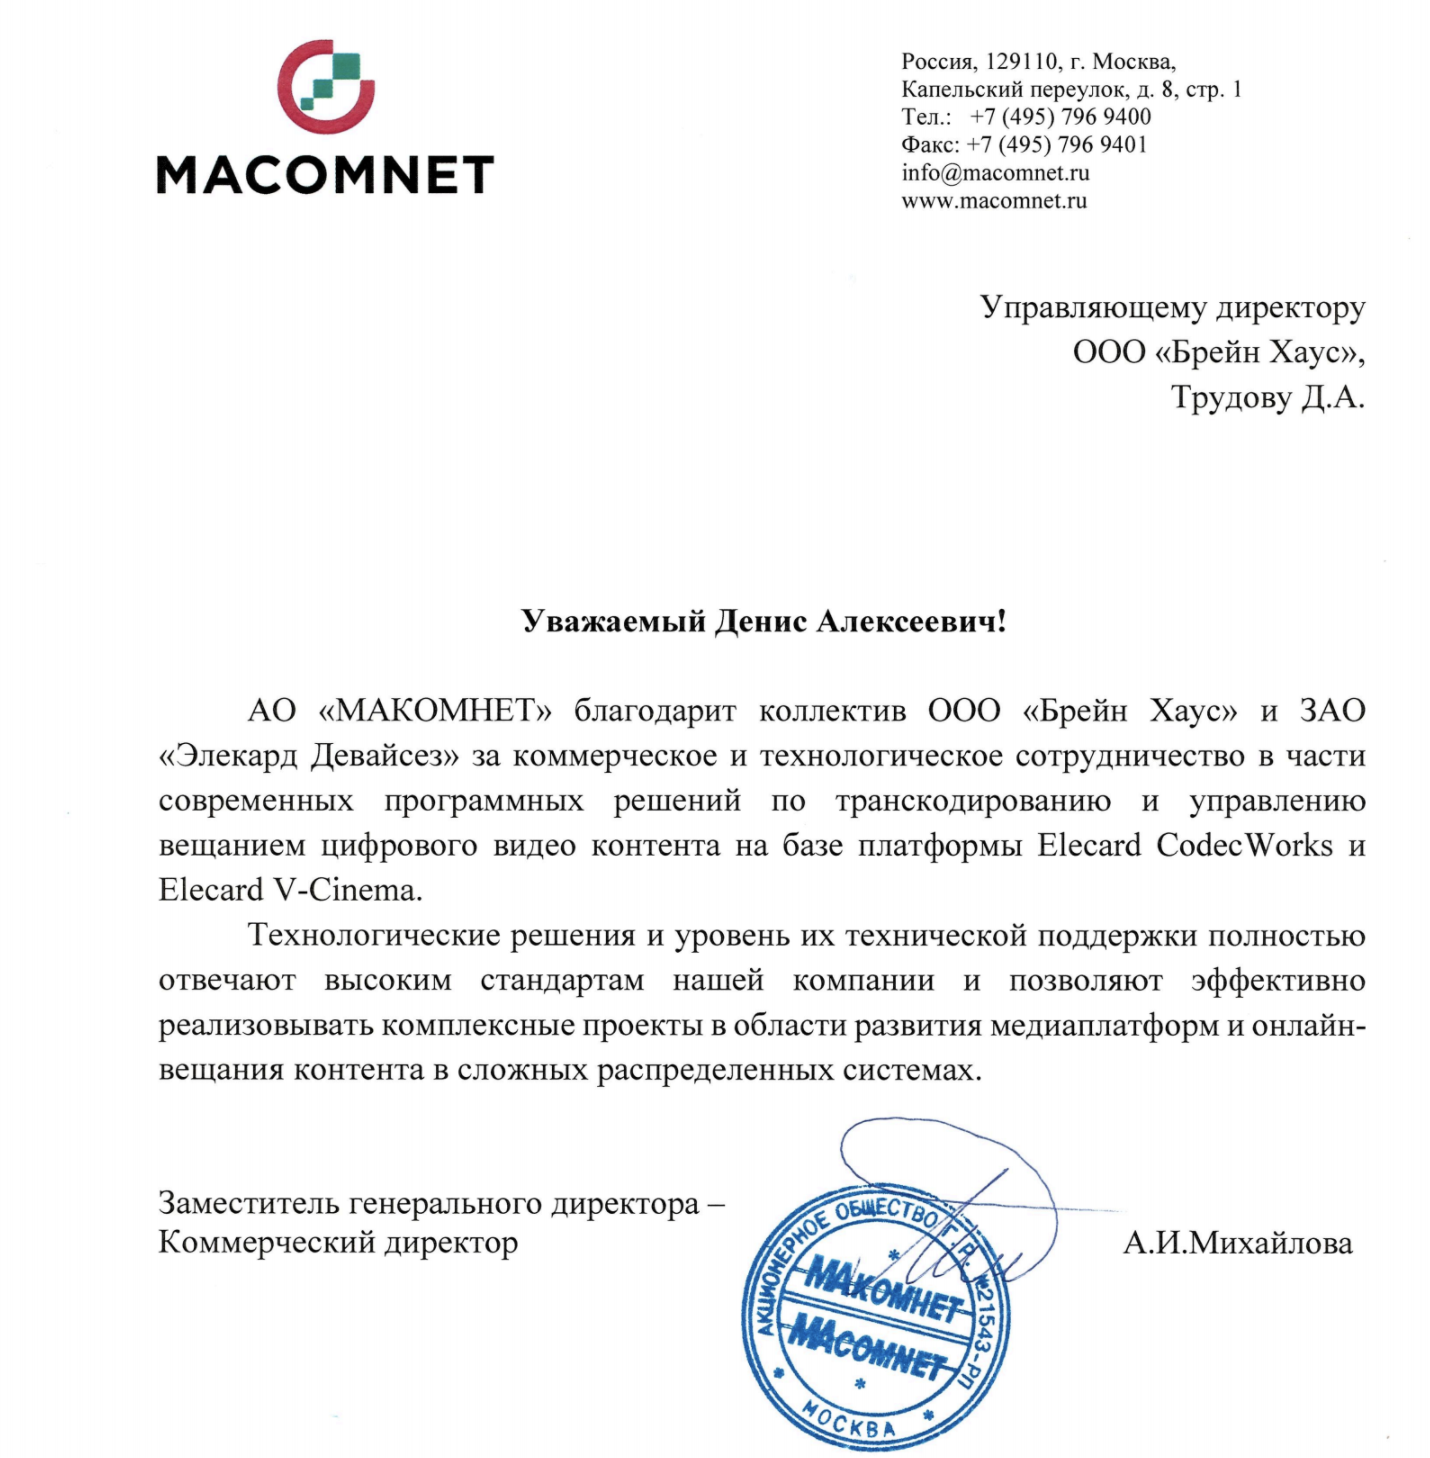 MACOMNET
Россия, 129110, г. Москва,
Капельский переулок, д. 8, стр. 1
Тел.: +7 (495) 796 9400
Факс: +7 (495) 796 9401
info@macomnet.ru
www.macomnet.ru
Управляющему директору
ООО «Брейн Хаус»,
Трудову Д.А.
Уважаемый Денис Алексеевич!
АО «МАКОМНЕТ» благодарит коллектив ООО «Брейн Хаус» и ЗАО
«Элекард Девайсез» за коммерческое и технологическое сотрудничество в части
современных программных решений по транскодированию и управлению
вещанием цифрового видео контента на базе платформы Elecard CodecWorks и
Elecard V-Cinema.
Технологические решения и уровень их технической поддержки полностью
отвечают высоким стандартам нашей компании и позволяют эффективно
реализовывать комплексные проекты в области развития медиаплатформ и онлайн-
вещания контента в сложных распределенных системах.
Заместитель генерального директора –
Коммерческий директор
А.И.Михайлова
АКЦИОНЕРНОЕ ОБЩЕСТВО Г.Р. №21543-РП
МАКОМНЕТ
MACOMNET
* МОСКВА *